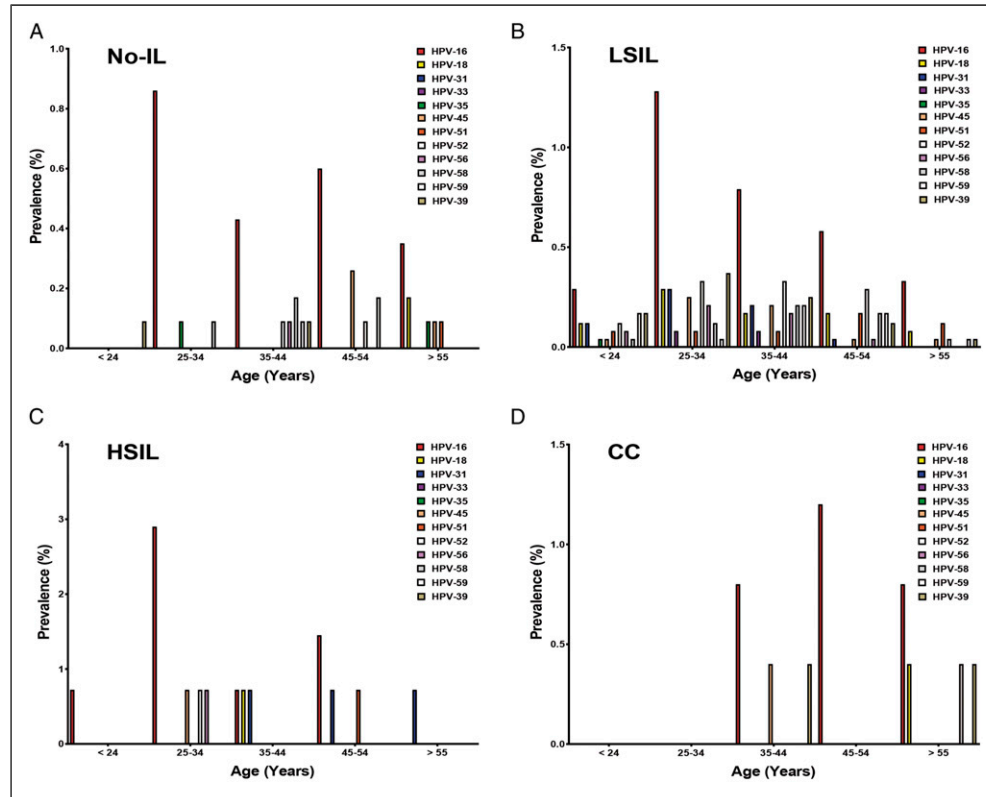 A
No-IL
Prevalence (%)
1.0
0.8
0.6
0.4
0.2
0.0
< 24
25-34
35-44
45-54
> 55
Age (Years)
HPV-16
HPV-18
HPV-31
HPV-33
HPV-35
HPV-45
HPV-51
HPV-52
HPV-56
HPV-58
HPV-59
HPV-39
B
LSIL
Prevalence (%)
1.5
1.0
0.5
0.0
< 24
25-34
35-44
45-54
> 55
Age (Years)
HPV-16
HPV-18
HPV-31
HPV-33
HPV-35
HPV-45
HPV-51
HPV-52
HPV-56
HPV-58
HPV-59
HPV-39
C
HSIL
Prevalence (%)
4
3
2
1
0
< 24
25-34
35-44
45-54
> 55
Age (Years)
HPV-16
HPV-18
HPV-31
HPV-33
HPV-35
HPV-45
HPV-51
HPV-52
HPV-56
HPV-58
HPV-59
HPV-39
D
CC
Prevalence (%)
1.5
1.0
0.5
0.0
< 24
25-34
35-44
45-54
> 55
Age (Years)
HPV-16
HPV-18
HPV-31
HPV-33
HPV-35
HPV-45
HPV-51
HPV-52
HPV-56
HPV-58
HPV-59
HPV-39